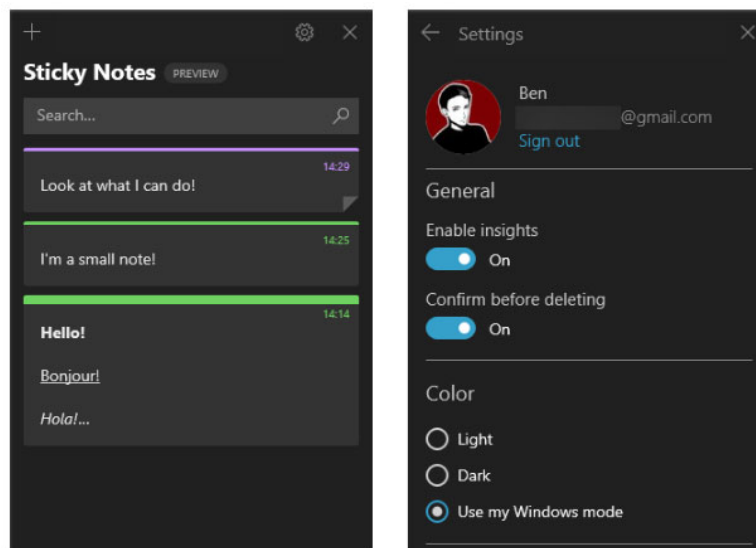 Sticky Notes PREVIEW
Search...
14:29
Look at what I can do!
14:25
I'm a small note!
14:14
Hello!
Bonjour!
Hola!...
Settings
Ben
@gmail.com
Sign out
General
Enable insights
On
Confirm before deleting
On
Color
Light
Dark
Use my Windows mode